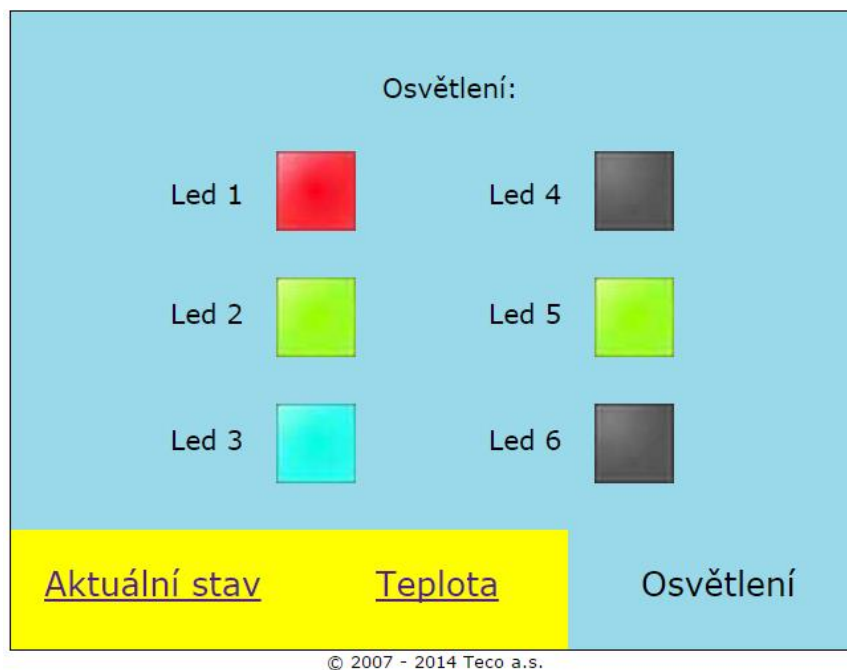 Osvětlení:
Led 1
Led 4
Led 2
Led 5
Led 3
Led 6
Aktuální stav
Teplota
Osvětlení
© 2007 - 2014 Teco a.s.